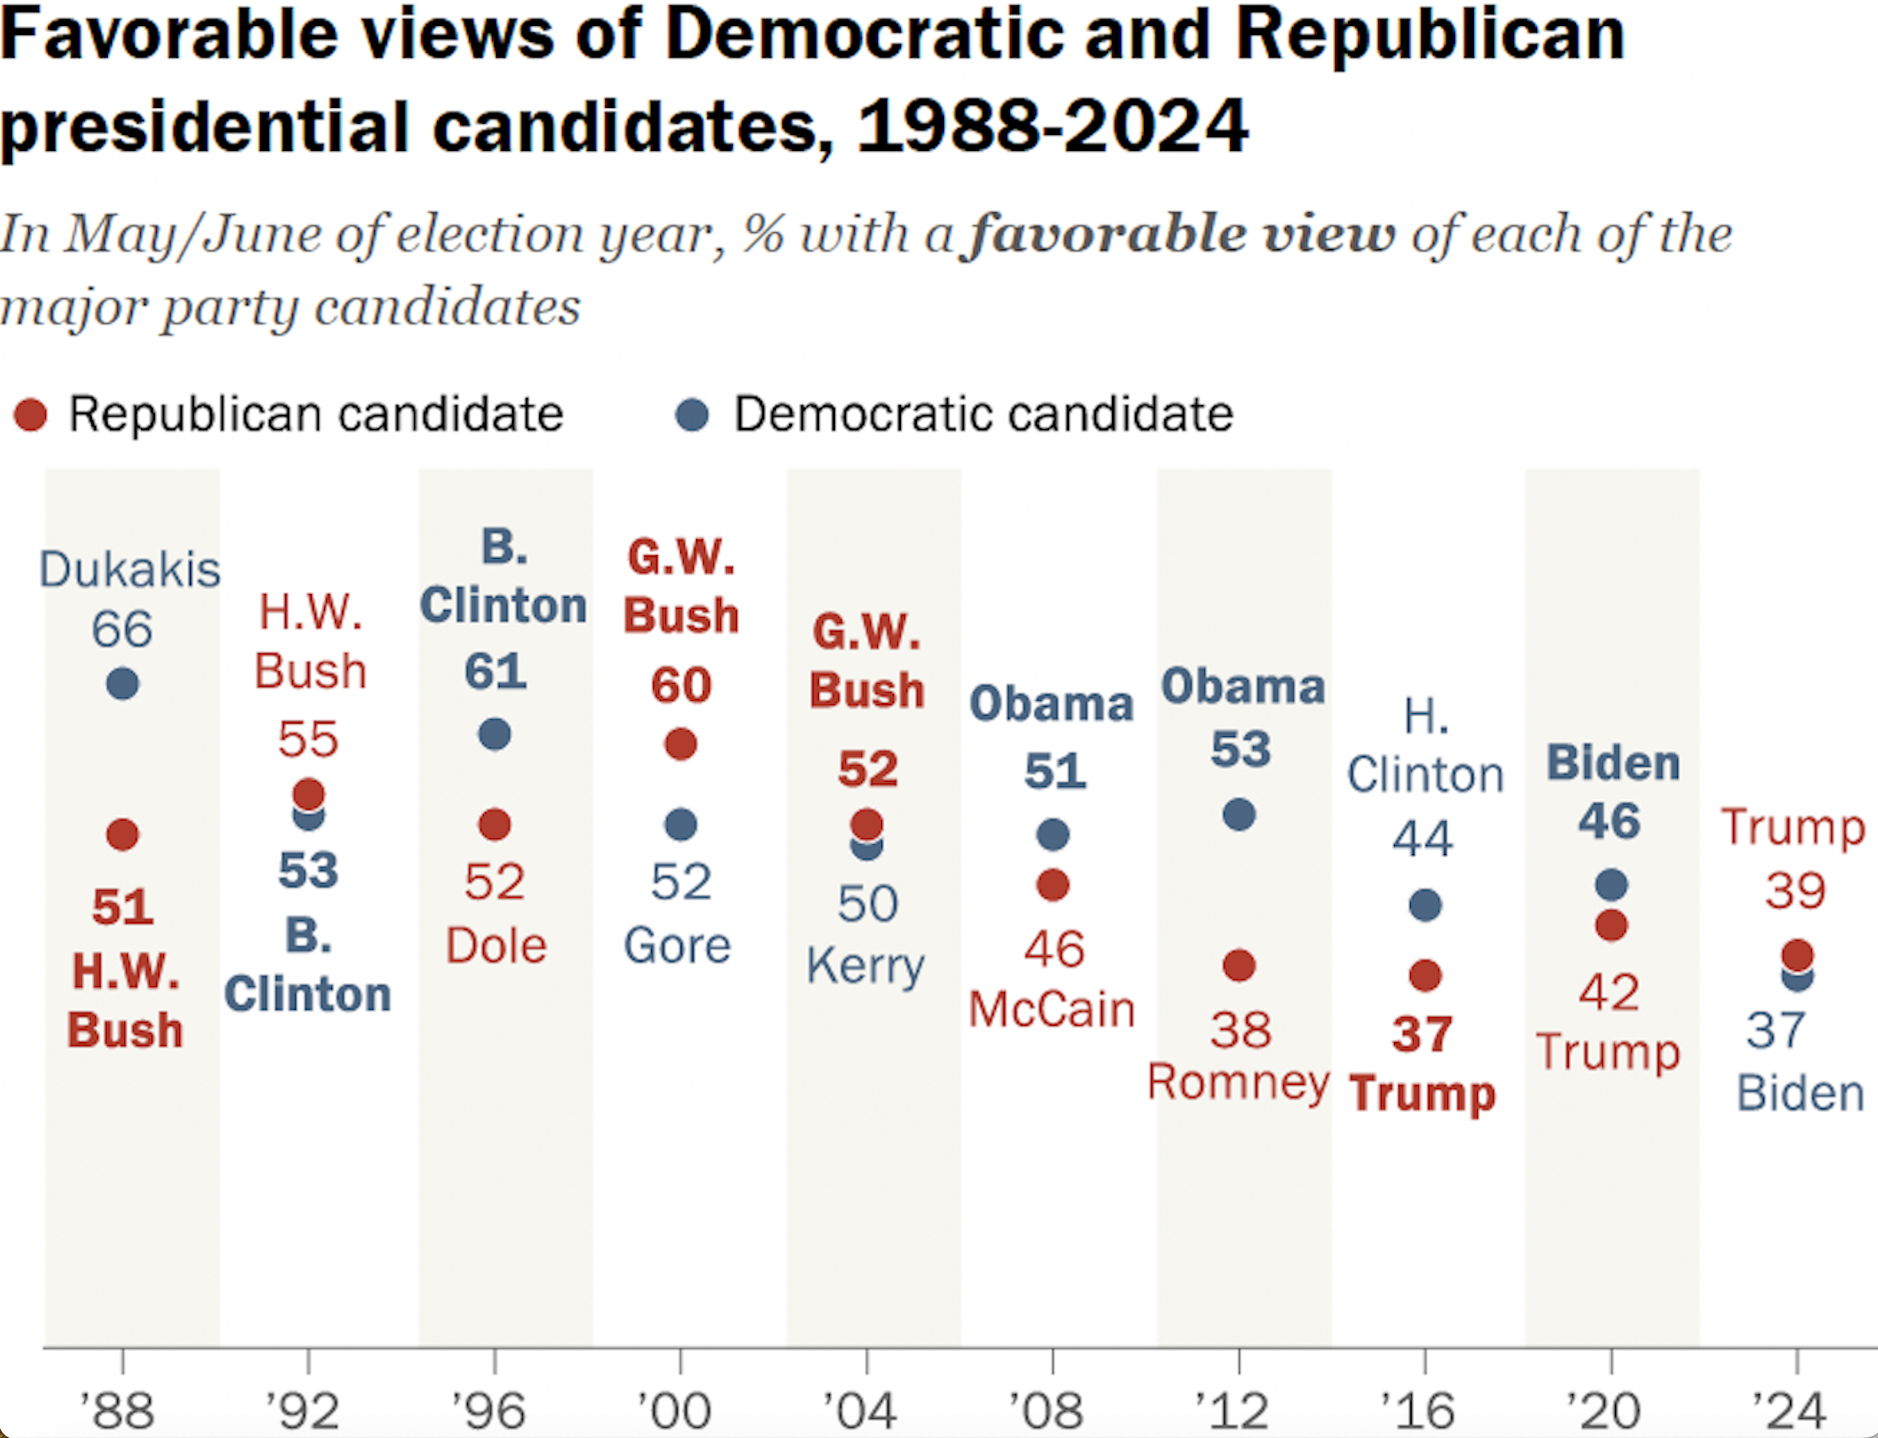 Favorable views of Democratic and Republican
presidential candidates, 1988-2024
In May/June of election year, % with a favorable view of each of the
major party candidates
Republican candidate
Democratic candidate
Dukakis
66
51
H.W.
Bush
H.W.
Bush
55
53
B.
Clinton
B.
Clinton
61
52
Dole
G.W.
Bush
60
52
Gore
G.W.
Bush
52
50
Kerry
Obama
51
46
McCain
Obama
53
38
Romney
H.
Clinton
44
37
Trump
Biden
46
42
Trump
Trump
39
37
Biden
’88 ’92 ’96 ’00 ’04 ’08 ’12 ’16 ’20 ’24